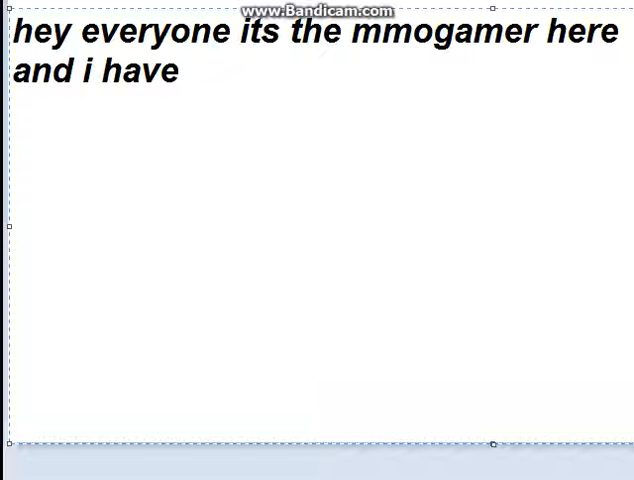 www.Bandicam.com
hey everyone its the mmogamer here
and i have